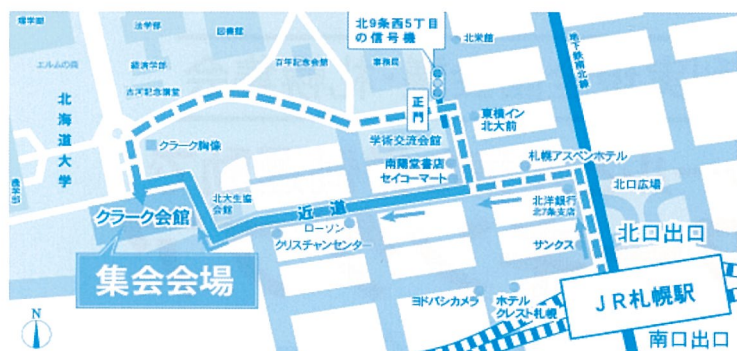 理学部
法学部
図書館
北9条西5丁目
の信号機
北米館
地下鉄南北線
エルムの森
経済学部
百年記念会館
事務局
古河記念講堂
正門
東横イン
北大前
北海道大学
学術交流会館
クラーク胸像
南陽堂書店
セイコーマート
札幌アスペンホテル
農学部
北大生協
会館
近道
北洋銀行
北7条支店
北口広場
クラーク会館
ローソン
クリスチャンセンター
サンクス
北口出口
集会会場
ヨドバシカメラ
ホテル
クレスト札幌
JR札幌駅
南口出口
N